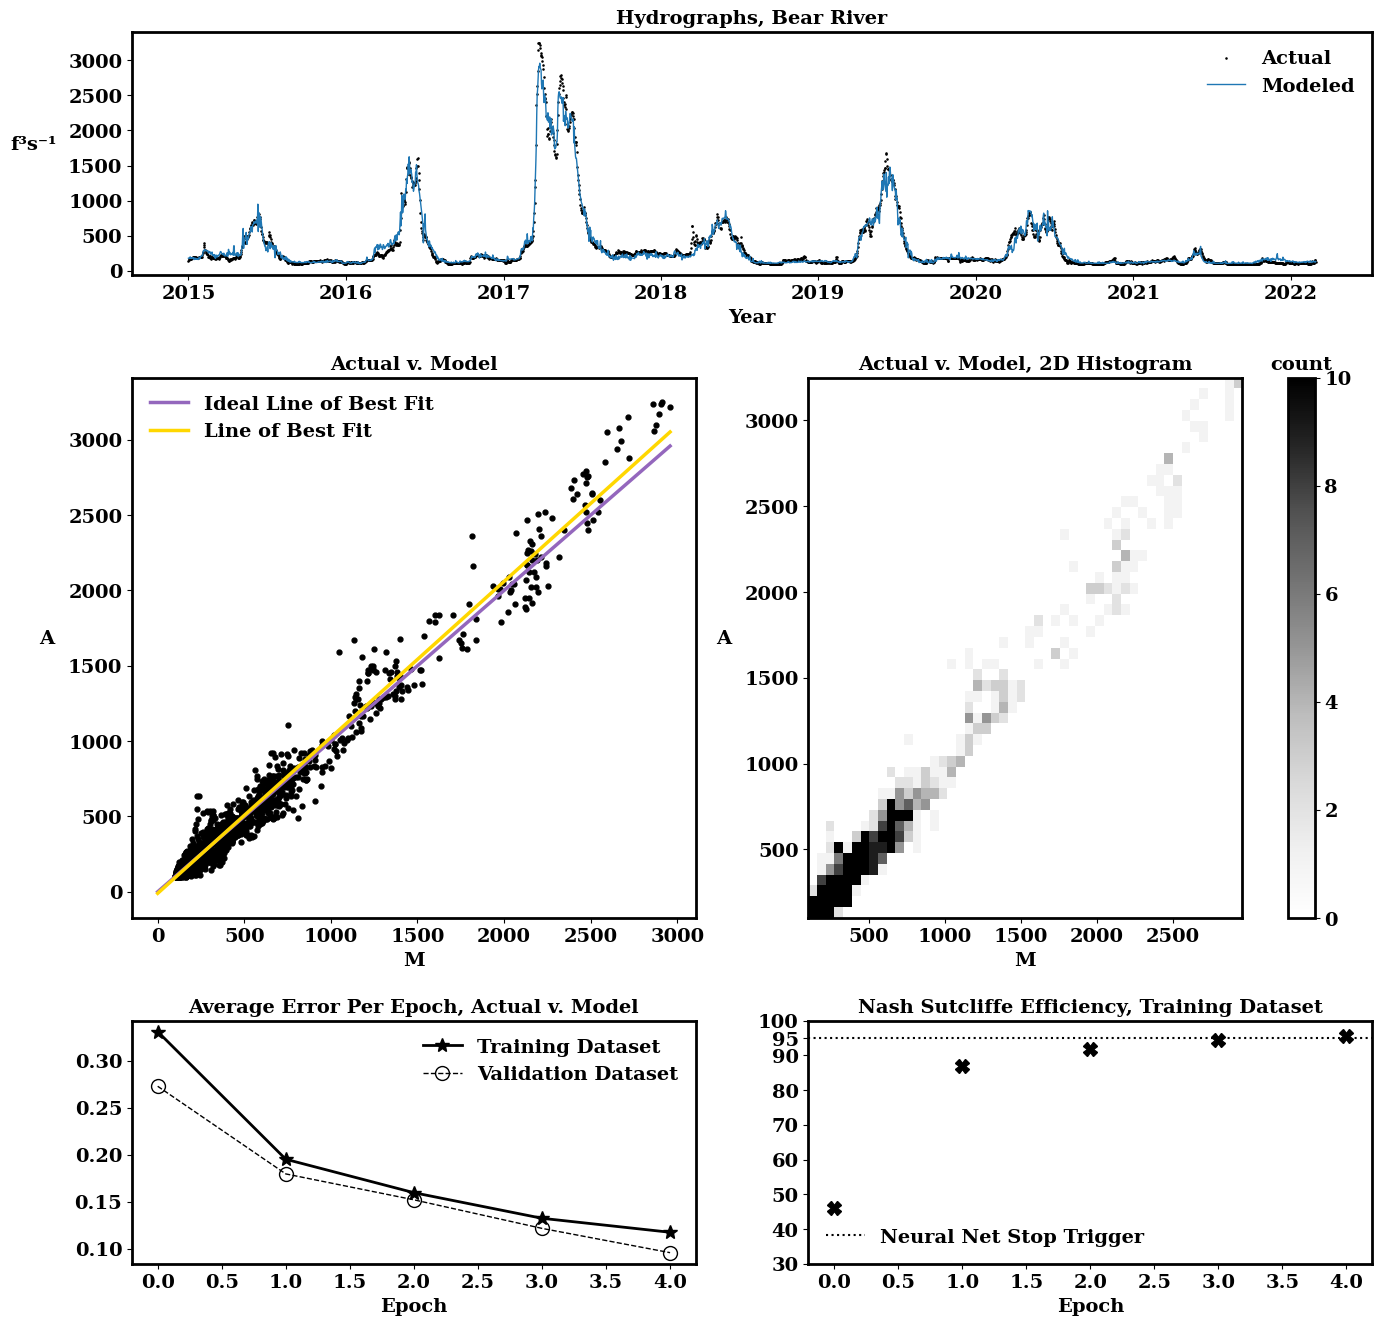 Hydrographs, Bear River
3000
2500
2000
1500
1000
500
0
f³s⁻¹
Actual
Modeled
2015 2016 2017 2018 2019 2020 2021 2022
Year
Actual v. Model
Ideal Line of Best Fit
Line of Best Fit
3000
2500
2000
1500
1000
500
0
A
0 500 1000 1500 2000 2500 3000
M
Actual v. Model, 2D Histogram
3000
2500
2000
1500
1000
500
A
500 1000 1500 2000 2500
M
count
10
8
6
4
2
0
Average Error Per Epoch, Actual v. Model
Training Dataset
Validation Dataset
0.30
0.25
0.20
0.15
0.10
0.0 0.5 1.0 1.5 2.0 2.5 3.0 3.5 4.0
Epoch
Nash Sutcliffe Efficiency, Training Dataset
100
95
90
80
70
60
50
40
30
Neural Net Stop Trigger
0.0 0.5 1.0 1.5 2.0 2.5 3.0 3.5 4.0
Epoch